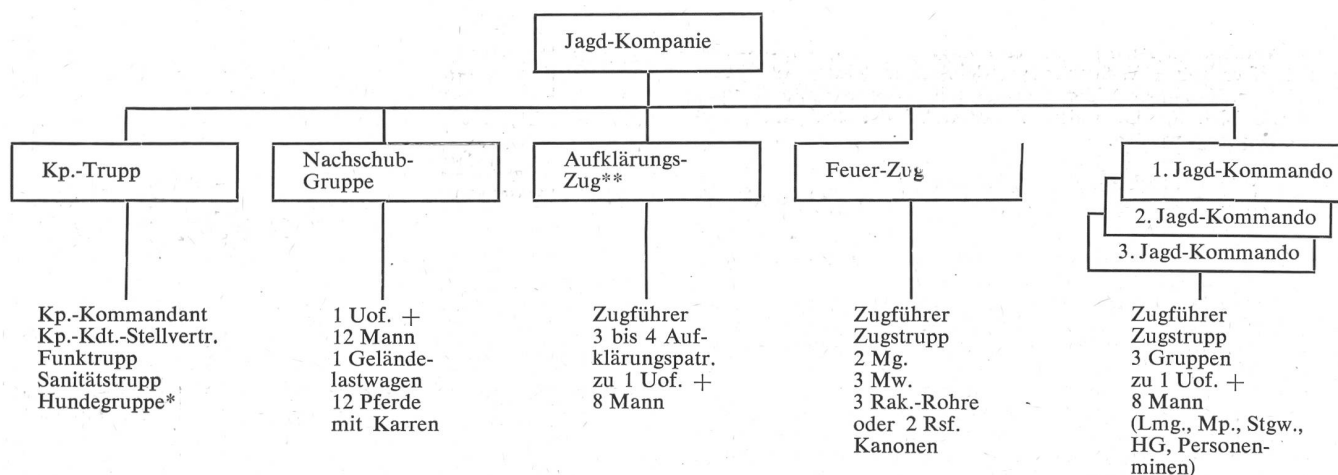 Jagd-Kompanie
Kp.-Trupp
Nachschub-
Gruppe
Aufklärungs-
Zug**
Feuer-Zug
1. Jagd-Kommando
2. Jagd-Kommando
3. Jagd-Kommando
Kp.-Kommandant
Kp.-Kdt.-Stellvertr.
Funktrupp
Sanitätstrupp
Hundegruppe*
1 Uof. +
12 Mann
1 Gelände-
lastwagen
12 Pferde
mit Karren
Zugführer
3 bis 4 Auf-
klärungspatr.
zu 1 Uof. +
8 Mann
Zugführer
Zugstrupp
2 Mg.
3 Mw.
3 Rak.-Rohre
oder 2 Rsf.
Kanonen
Zugführer
Zugstrupp
3 Gruppen
zu 1 Uof. +
8 Mann
(Lmg., Mp., Stgw.,
HG, Personen-
minen)